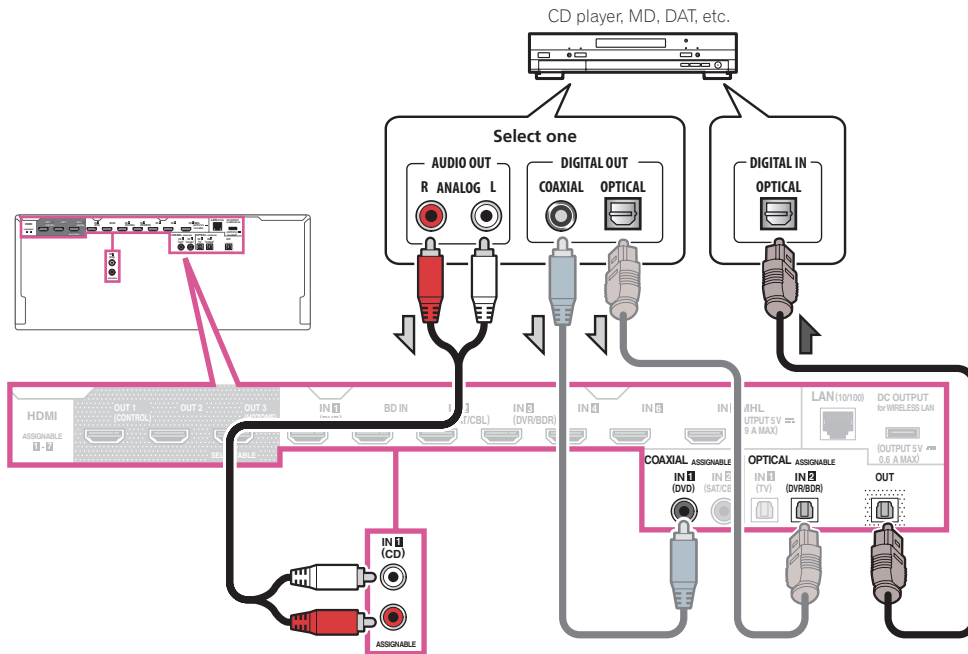 CD player, MD, DAT, etc.
Select one
AUDIO OUT
R ANALOG L
DIGITAL OUT
COAXIAL OPTICAL
DIGITAL IN
OPTICAL
HDMI
ASSIGNABLE
1 - 7
OUT 1
(CONTROL)
OUT 2
OUT 3
IN 1
BD IN
IN 3
(DVR/BDR)
IN 4
IN 6
MHL
LAN (10/100)
DC OUTPUT
for WIRELESS LAN
(OUTPUT 5 V
0.6 A MAX)
COAXIAL ASSIGNABLE
IN 1
(DVD)
IN 2
OPTICAL ASSIGNABLE
IN 1
(TV)
IN 2
(DVR/BDR)
OUT
IN 1
(CD)
ASSIGNABLE